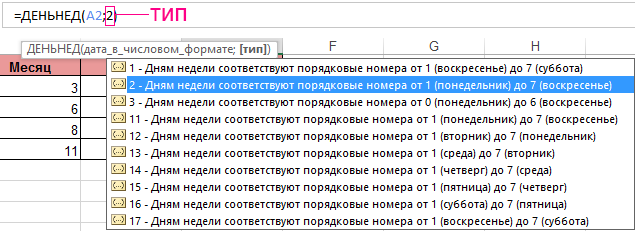 =ДЕНЬНЕД(A2;2) ТИП
ДЕНЬНЕД(дата_в_числовом_формате; [тип])
F G H
Месяц
1 - Дням недели соответствуют порядковые номера от 1 (воскресенье) до 7 (суббота)
3
2 - Дням недели соответствуют порядковые номера от 1 (понедельник) до 7 (воскресенье)
6
3 - Дням недели соответствуют порядковые номера от 0 (понедельник) до 6 (воскресенье)
11 - Дням недели соответствуют порядковые номера от 1 (понедельник) до 7 (воскресенье)
8
12 - Дням недели соответствуют порядковые номера от 1 (вторник) до 7 (понедельник)
11
13 - Дням недели соответствуют порядковые номера от 1 (среда) до 7 (вторник)
14 - Дням недели соответствуют порядковые номера от 1 (четверг) до 7 (среда)
15 - Дням недели соответствуют порядковые номера от 1 (пятница) до 7 (четверг)
16 - Дням недели соответствуют порядковые номера от 1 (суббота) до 7 (пятница)
17 - Дням недели соответствуют порядковые номера от 1 (воскресенье) до 7 (суббота)